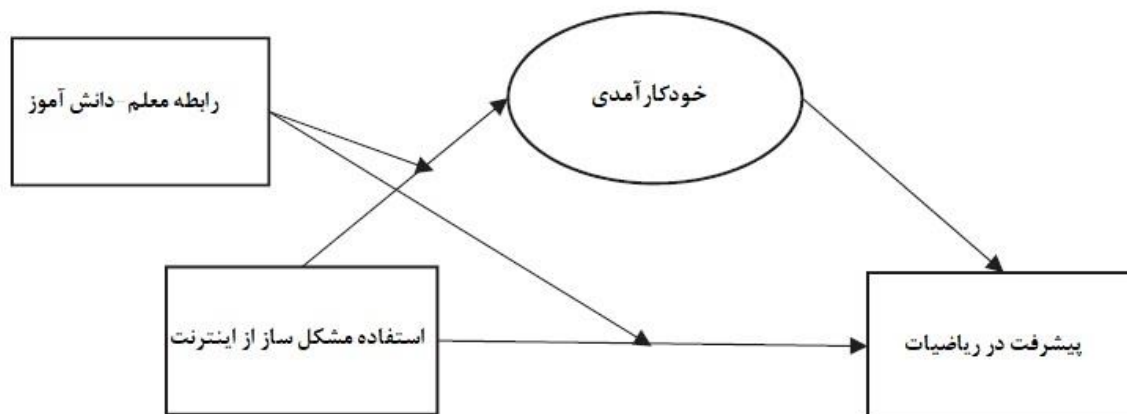 خودکارآمدی
رابطه معلم-دانش آموز
استفاده مشکل ساز از اینترنت
پیشرفت در ریاضیات